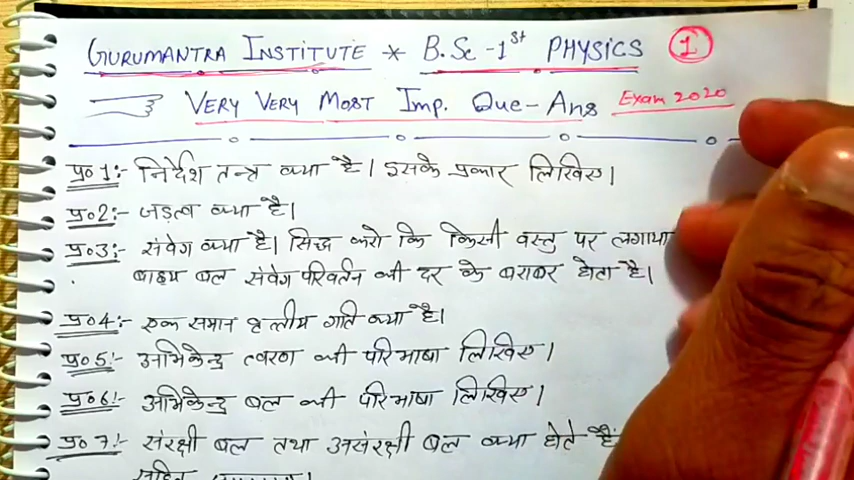 GURUMANTRA INSTITUTE * B.Sc -1st PHYSICS 1
VERY VERY MOST Imp. Que-Ans Exam 2020
प्र01:- निर्देश तन्त्र क्या है। इसके प्रकार लिखिए।
प्र02:- जड़त्व क्या है।
प्र03:- संवेग क्या है। सिद्ध करो कि किसी वस्तु पर लगाया
बाह्य बल संवेग परिवर्तन की दर के बराबर होता है।
प्र04:- एक समान वृत्तीय गति क्या है।
प्र05:- अभिकेन्द्र त्वरण की परिभाषा लिखिए।
प्र06:- अभिकेन्द्र बल की परिभाषा लिखिए।
प्र07:- संरक्षी बल तथा असंरक्षी बल क्या होते हैं